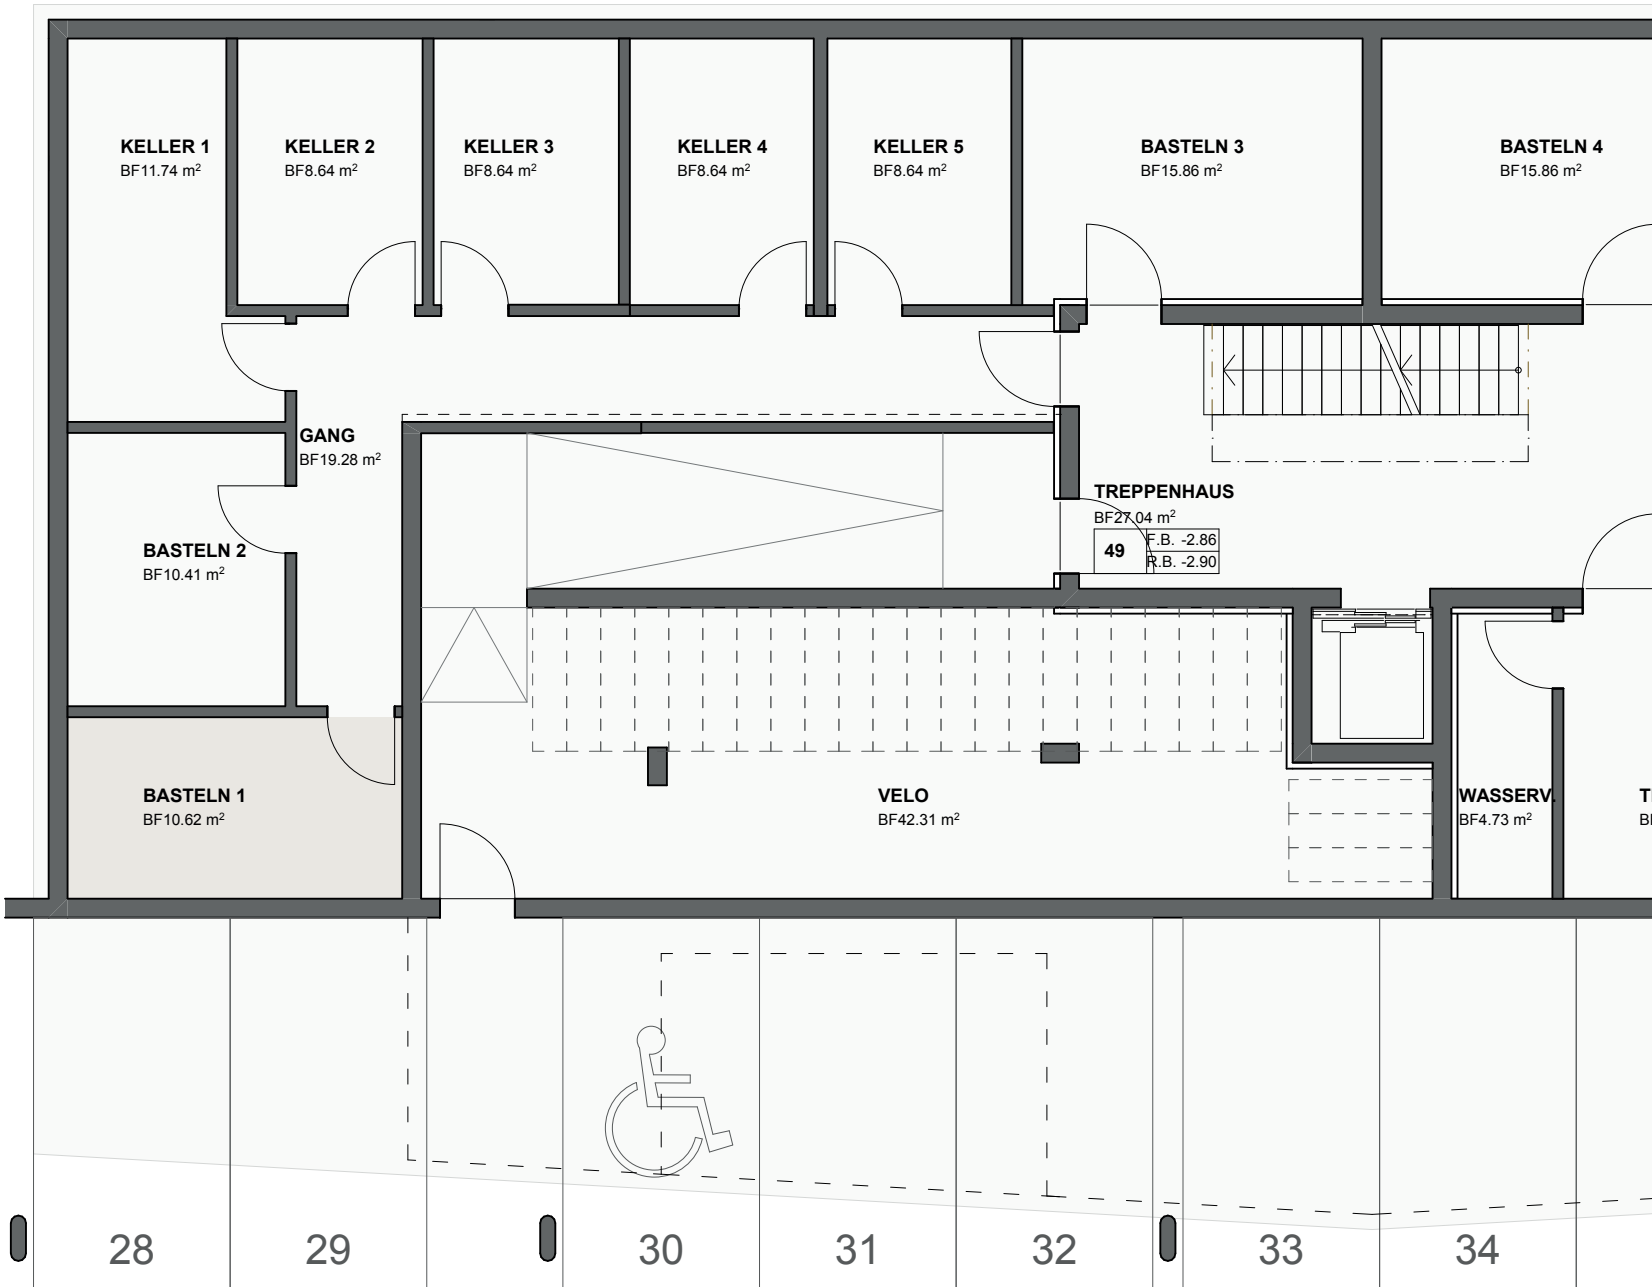 KELLER 1
BF11.74 m²
KELLER 2
BF8.64 m²
KELLER 3
BF8.64 m²
KELLER 4
BF8.64 m²
KELLER 5
BF8.64 m²
BASTELN 3
BF15.86 m²
BASTELN 4
BF15.86 m²
GANG
BF19.28 m²
TREPPENHAUS
BF27.04 m²
49
F.B. -2.86
R.B. -2.90
BASTELN 2
BF10.41 m²
BASTELN 1
BF10.62 m²
VELO
BF42.31 m²
WASSERV.
BF4.73 m²
28
29
30
31
32
33
34